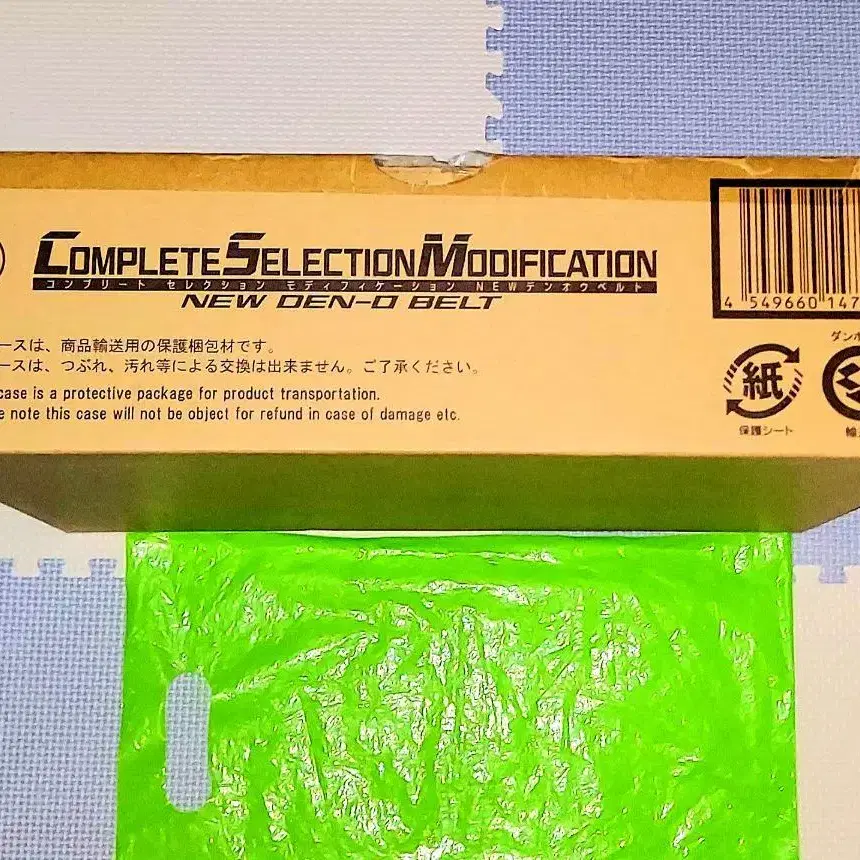 COMPLETE SELECTION MODIFICATION
コンプリート セレクション モディフィケーション NEWデンオウベルト
NEW DEN-O BELT
4 549660 147
ースは、商品輸送用の保護梱包材です。
ースは、つぶれ、汚れ等による交換は出来ません。ご了承ください。
case is a protective package for product transportation.
e note this case will not be object for refund in case of damage etc.
ダンボ
紙
保護シート
輸